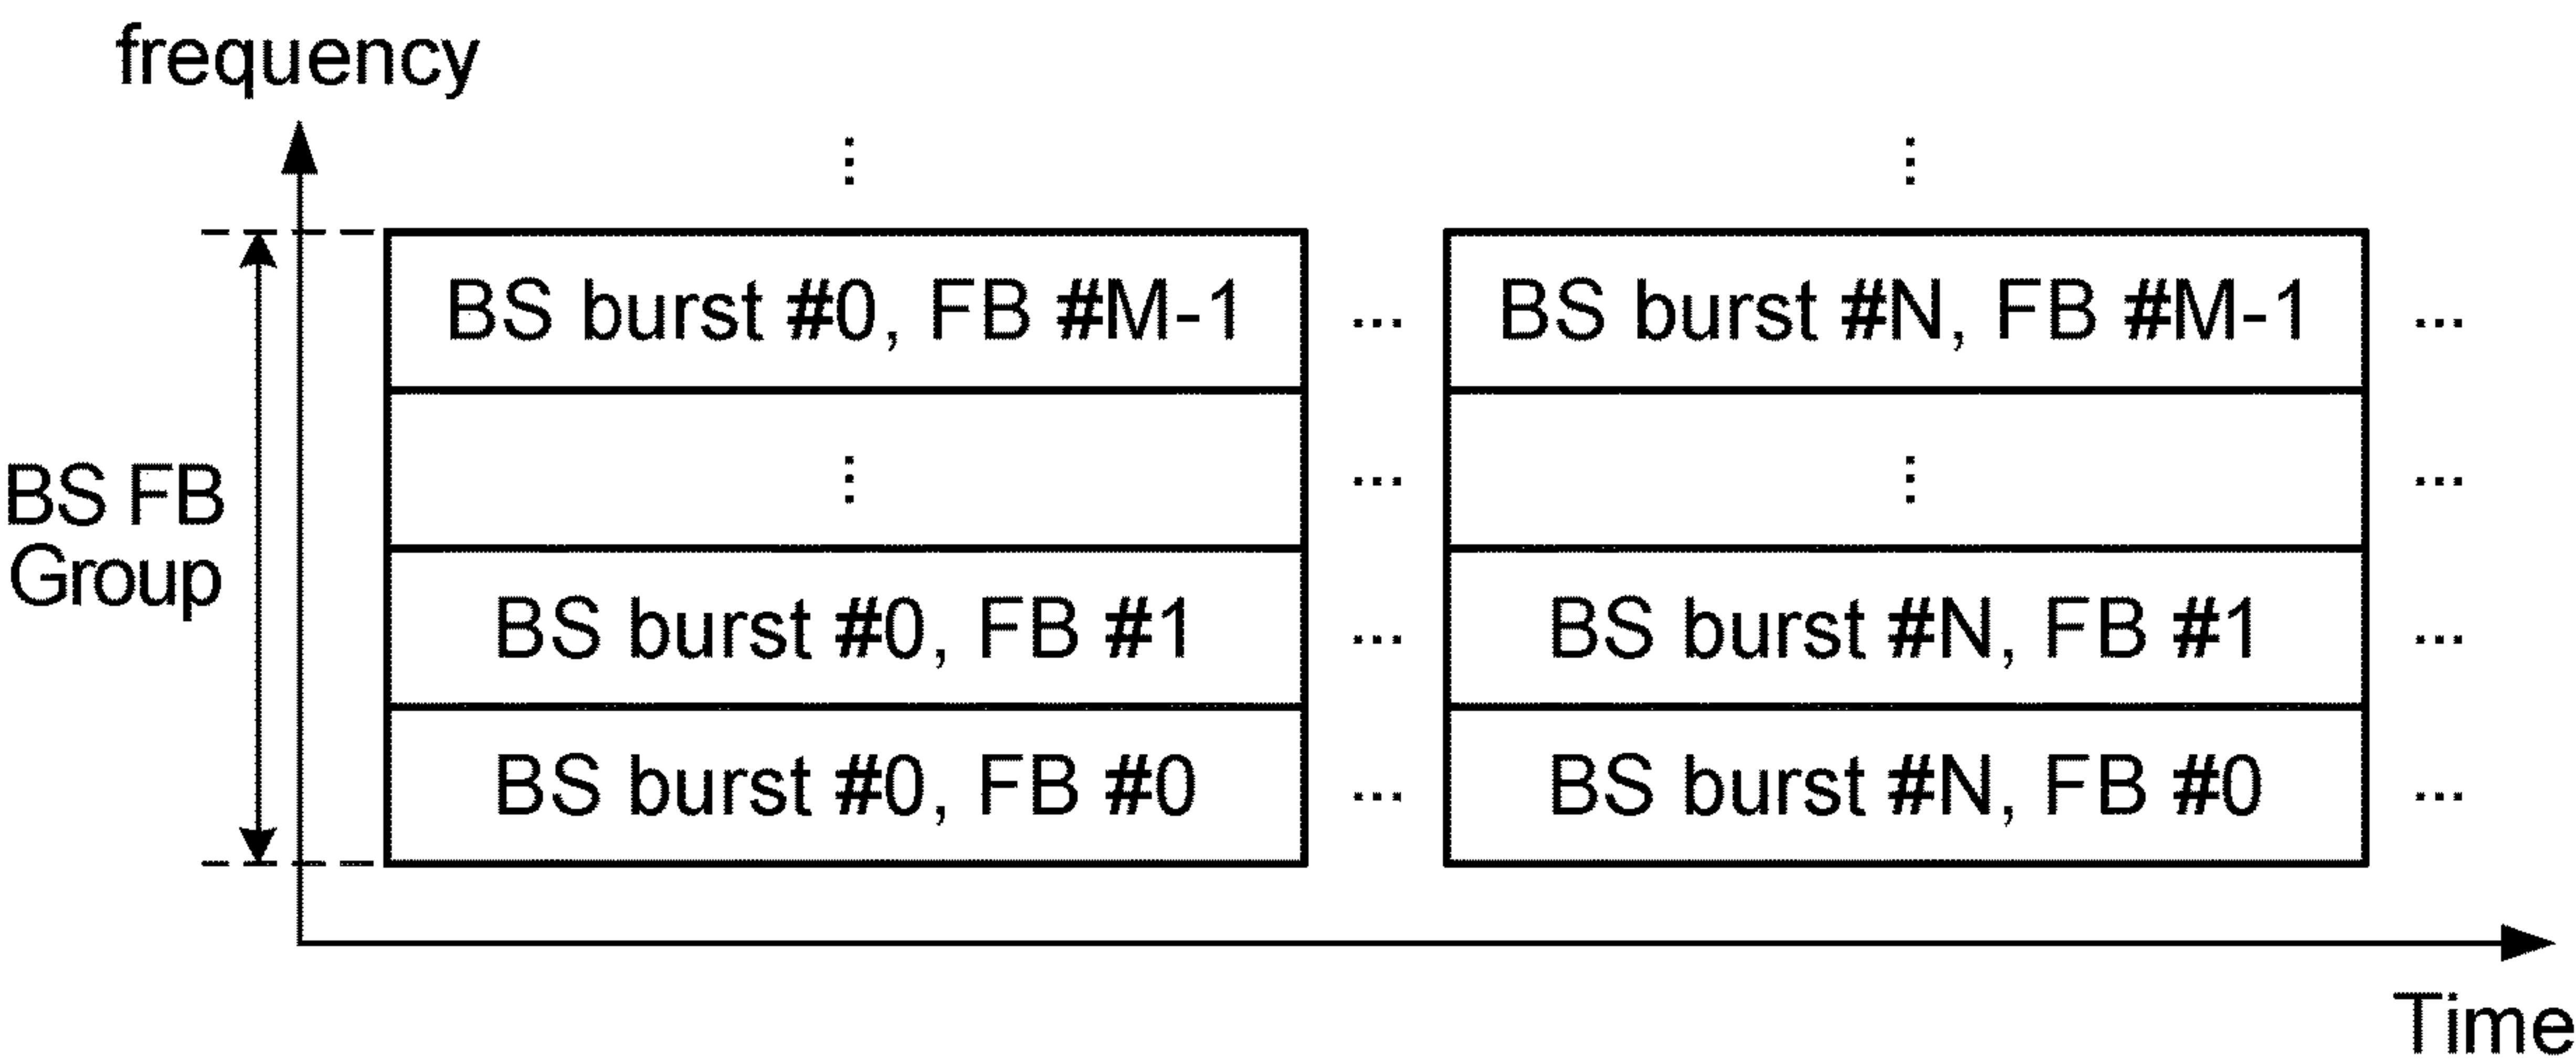 frequency
⋮ ⋮
BS burst #0, FB #M-1 ... BS burst #N, FB #M-1 ...
⋮ ... ⋮ ...
BS FB
Group
BS burst #0, FB #1 ... BS burst #N, FB #1 ...
BS burst #0, FB #0 ... BS burst #N, FB #0 ...
Time